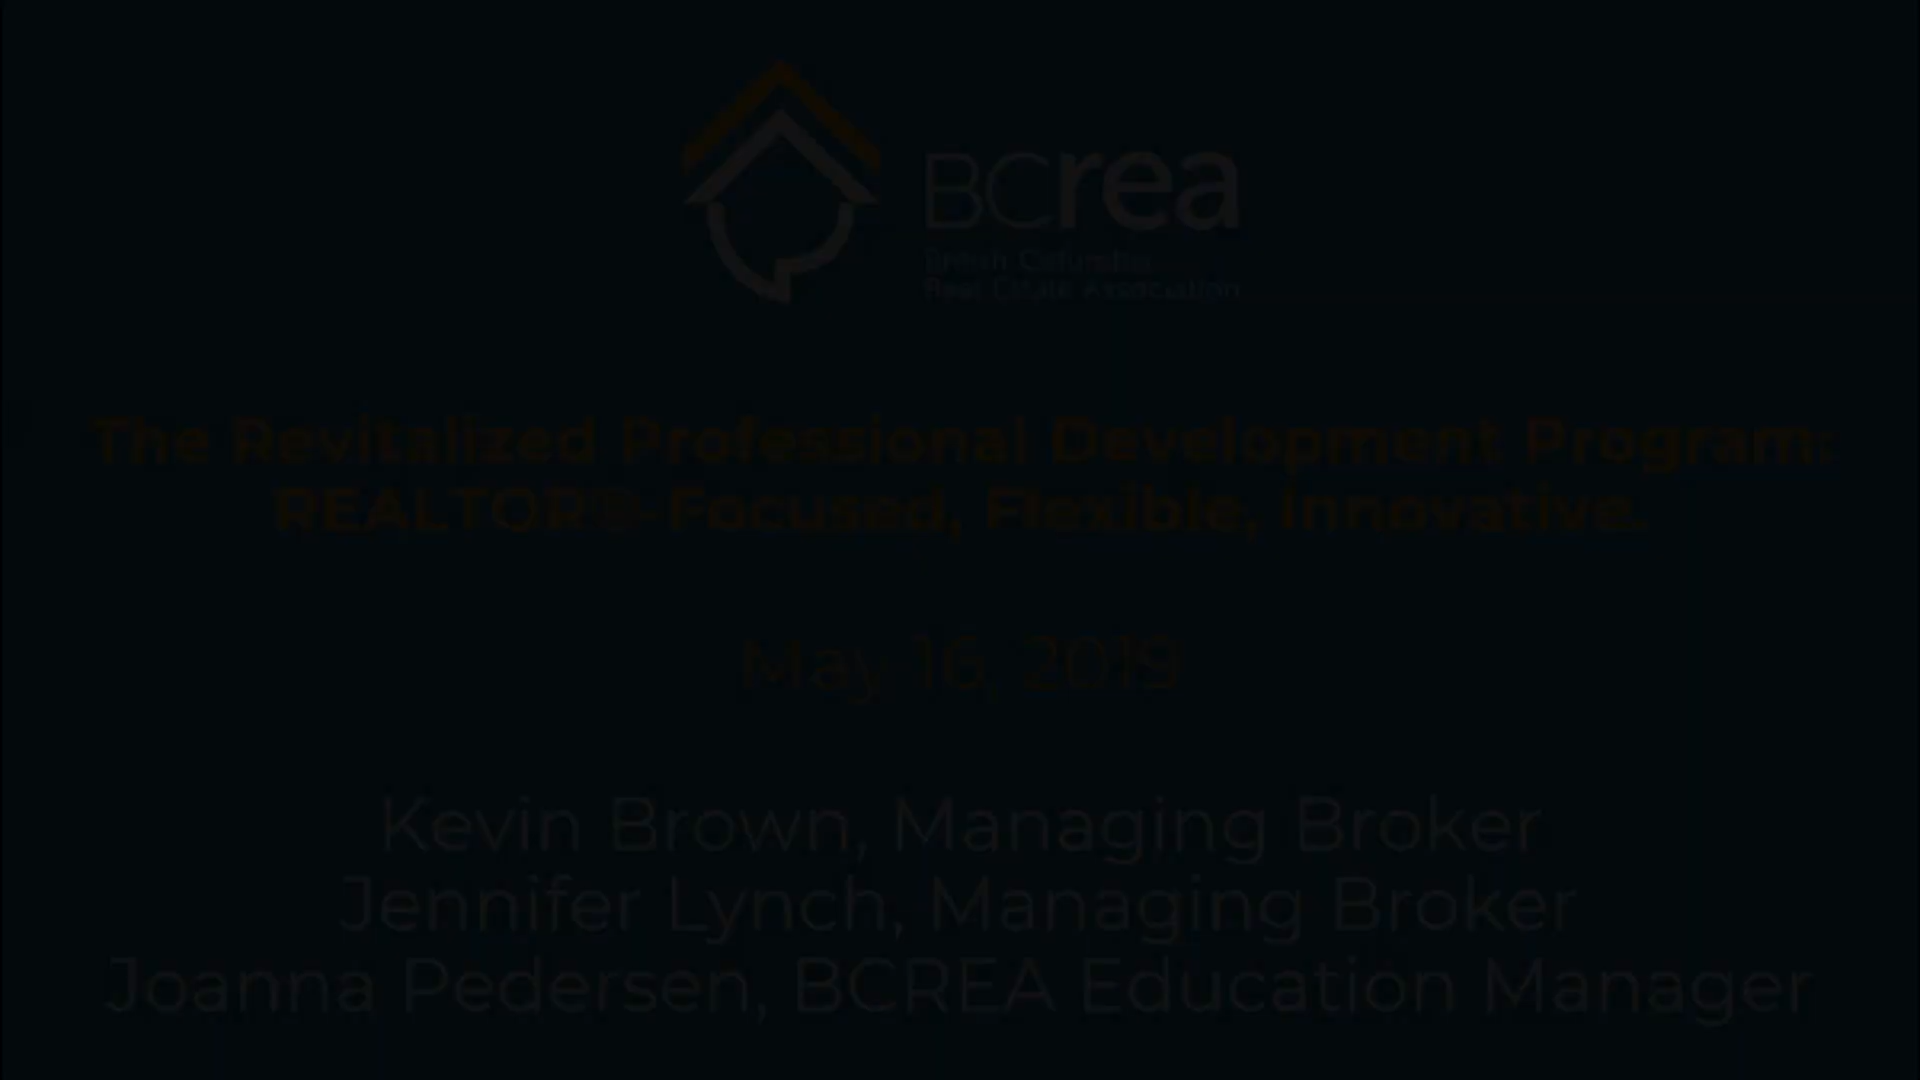 BCrea
British Columbia
Real Estate Association
The Revitalized Professional Development Program:
REALTOR®-Focused, Flexible, Innovative.
May 16, 2019
Kevin Brown, Managing Broker
Jennifer Lynch, Managing Broker
Joanna Pedersen, BCREA Education Manager